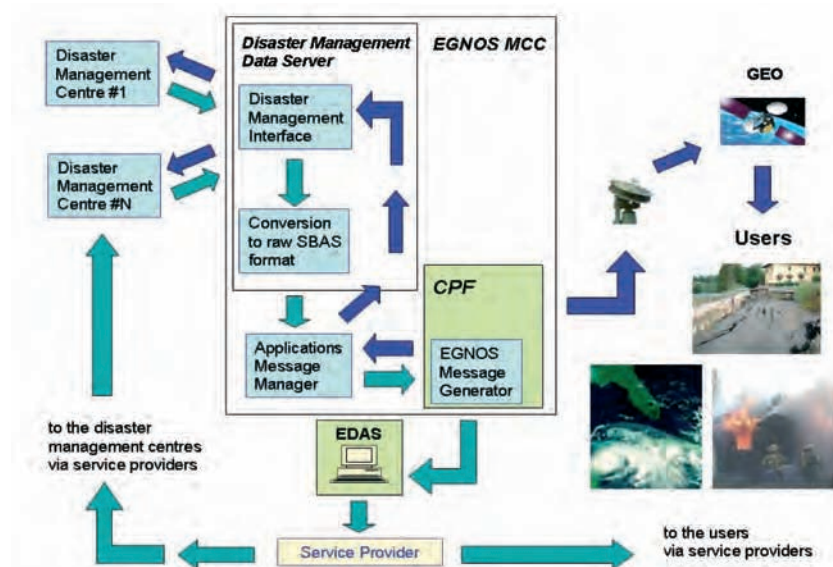 Disaster
Management
Centre #1
Disaster
Management
Centre #N
Disaster Management
Data Server
EGNOS MCC
Disaster
Management
Interface
Conversion
to raw SBAS
format
CPF
Applications
Message
Manager
EGNOS
Message
Generator
GEO
Users
EDAS
to the disaster
management centres
via service providers
Service Provider
to the users
via service providers